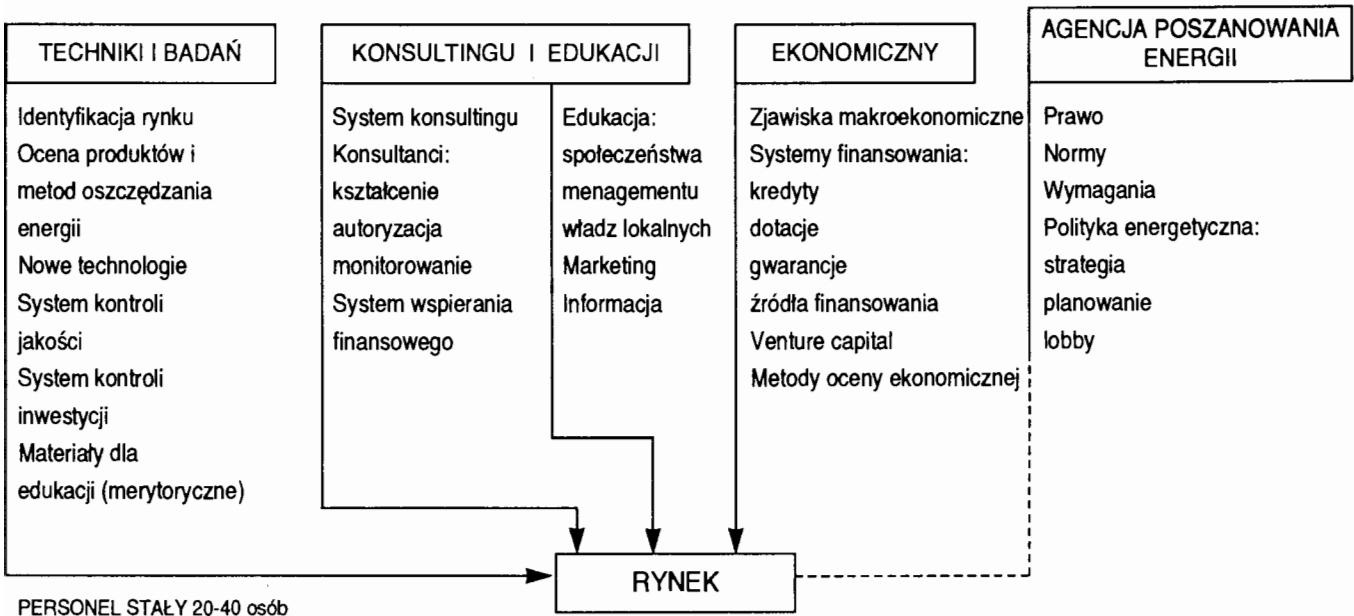 TECHNIKI I BADAŃ
Identyfikacja rynku
Ocena produktów i
metod oszczędzania
energii
Nowe technologie
System kontroli
jakości
System kontroli
inwestycji
Materiały dla
edukacji (merytoryczne)
KONSULTINGU I EDUKACJI
System konsultingu
Konsultanci:
kształcenie
autoryzacja
monitorowanie
System wspierania
finansowego
Edukacja:
społeczeństwa
menagementu
władz lokalnych
Marketing
Informacja
EKONOMICZNY
Zjawiska makroekonomiczne
Systemy finansowania:
kredyty
dotacje
gwarancje
źródła finansowania
Venture capital
Metody oceny ekonomicznej
AGENCJA POSZANOWANIA
ENERGII
Prawo
Normy
Wymagania
Polityka energetyczna:
strategia
planowanie
lobby
RYNEK
PERSONEL STAŁY 20-40 osób